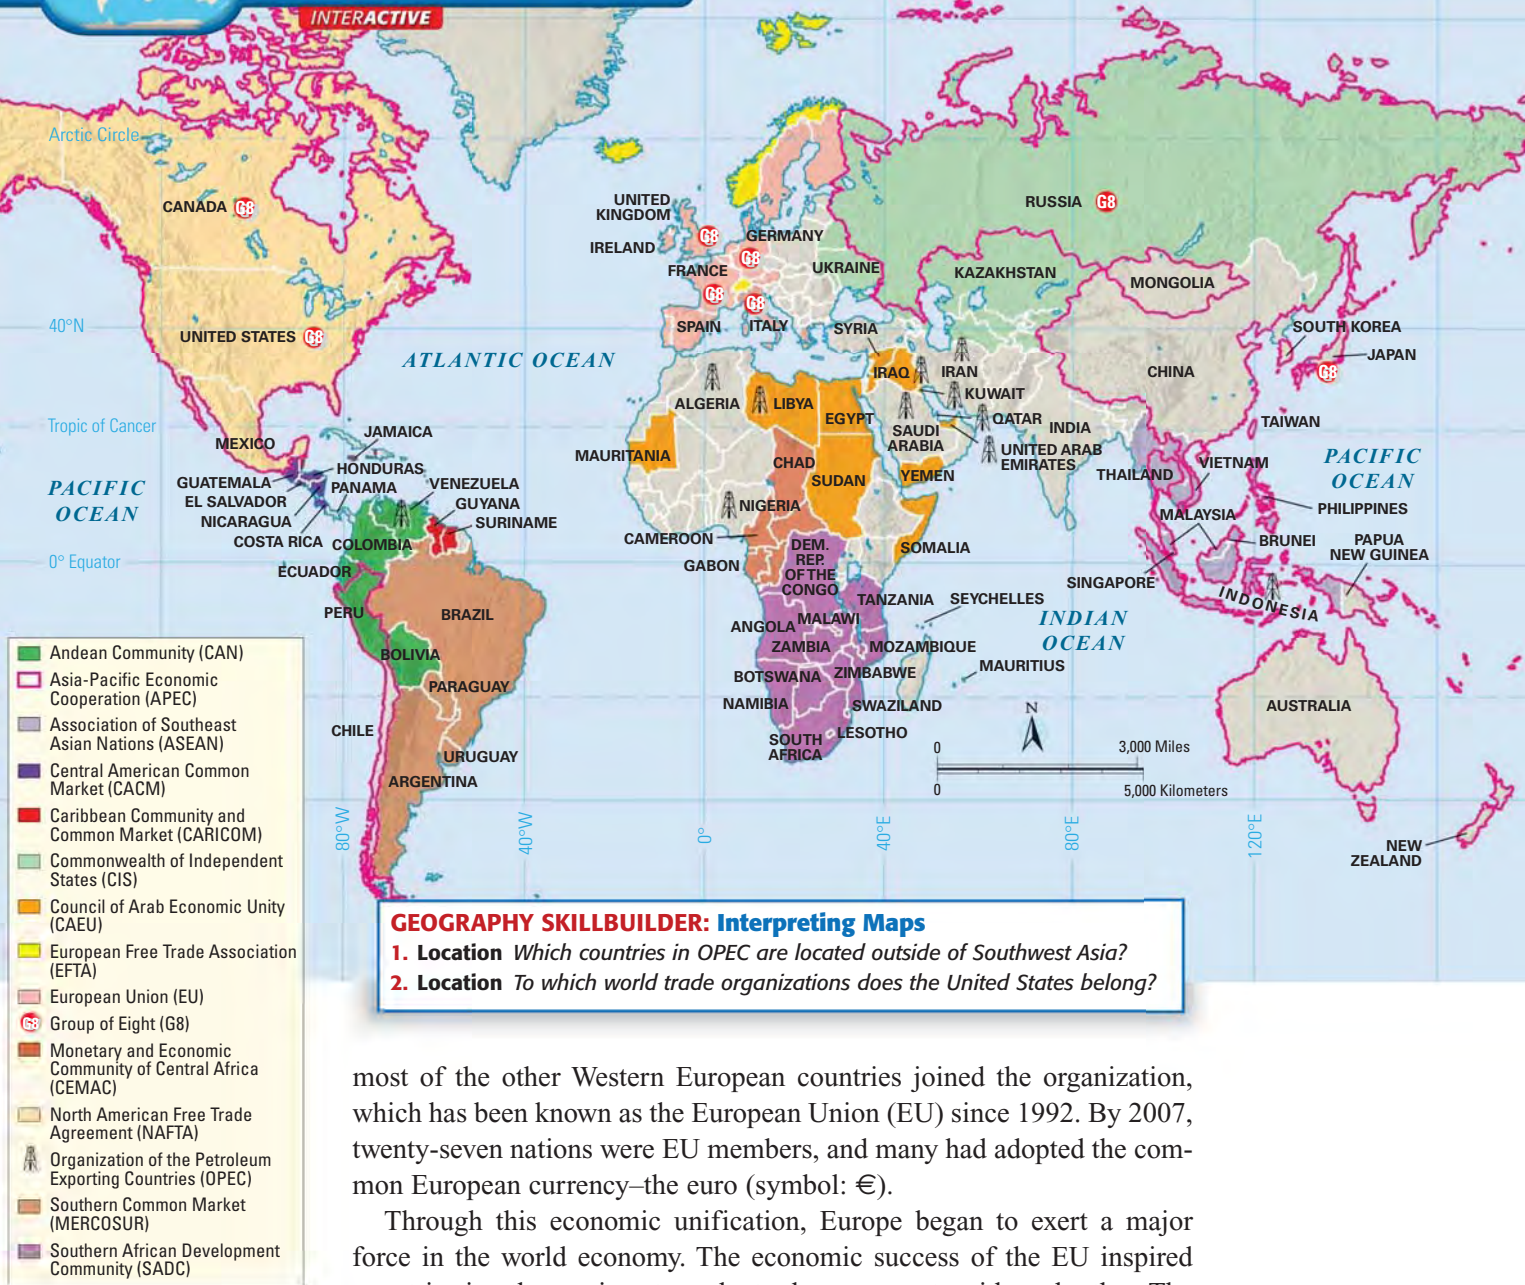 INTERACTIVE
Arctic Circle
CANADA G8
RUSSIA G8
UNITED
KINGDOM
G8
IRELAND
GERMANY
G8
FRANCE
G8
UKRAINE
KAZAKHSTAN
MONGOLIA
40°N
UNITED STATES G8
SPAIN
G8
ITALY
SYRIA
SOUTH KOREA
JAPAN
G8
ATLANTIC OCEAN
IRAQ
IRAN
CHINA
KUWAIT
ALGERIA
LIBYA
EGYPT
QATAR
SAUDI
ARABIA
INDIA
TAIWAN
Tropic of Cancer
MEXICO
JAMAICA
UNITED ARAB
EMIRATES
MAURITANIA
CHAD
SUDAN
YEMEN
THAILAND
VIETNAM
PACIFIC
OCEAN
HONDURAS
GUATEMALA
PANAMA
VENEZUELA
EL SALVADOR
GUYANA
NICARAGUA
SURINAME
COSTA RICA
COLOMBIA
PACIFIC
OCEAN
NIGERIA
PHILIPPINES
MALAYSIA
CAMEROON
BRUNEI
PAPUA
NEW GUINEA
0° Equator
ECUADOR
GABON
DEM.
REP.
OF THE
CONGO
SOMALIA
SINGAPORE
INDONESIA
PERU
BRAZIL
TANZANIA
SEYCHELLES
INDIAN
OCEAN
ANGOLA
MALAWI
ZAMBIA
MOZAMBIQUE
BOLIVIA
MAURITIUS
BOTSWANA
ZIMBABWE
PARAGUAY
NAMIBIA
SWAZILAND
N
AUSTRALIA
CHILE
SOUTH
AFRICA
LESOTHO
0 3,000 Miles
0 5,000 Kilometers
URUGUAY
ARGENTINA
80°W
40°W
0°
40°E
80°E
120°E
NEW
ZEALAND
Andean Community (CAN)
Asia-Pacific Economic
Cooperation (APEC)
Association of Southeast
Asian Nations (ASEAN)
Central American Common
Market (CACM)
Caribbean Community and
Common Market (CARICOM)
Commonwealth of Independent
States (CIS)
Council of Arab Economic Unity
(CAEU)
European Free Trade Association
(EFTA)
European Union (EU)
G8 Group of Eight (G8)
Monetary and Economic
Community of Central Africa
(CEMAC)
North American Free Trade
Agreement (NAFTA)
Organization of the Petroleum
Exporting Countries (OPEC)
Southern Common Market
(MERCOSUR)
Southern African Development
Community (SADC)
GEOGRAPHY SKILLBUILDER: Interpreting Maps
1. Location Which countries in OPEC are located outside of Southwest Asia?
2. Location To which world trade organizations does the United States belong?
most of the other Western European countries joined the organization,
which has been known as the European Union (EU) since 1992. By 2007,
twenty-seven nations were EU members, and many had adopted the com-
mon European currency–the euro (symbol: €).
Through this economic unification, Europe began to exert a major
force in the world economy. The economic success of the EU inspired